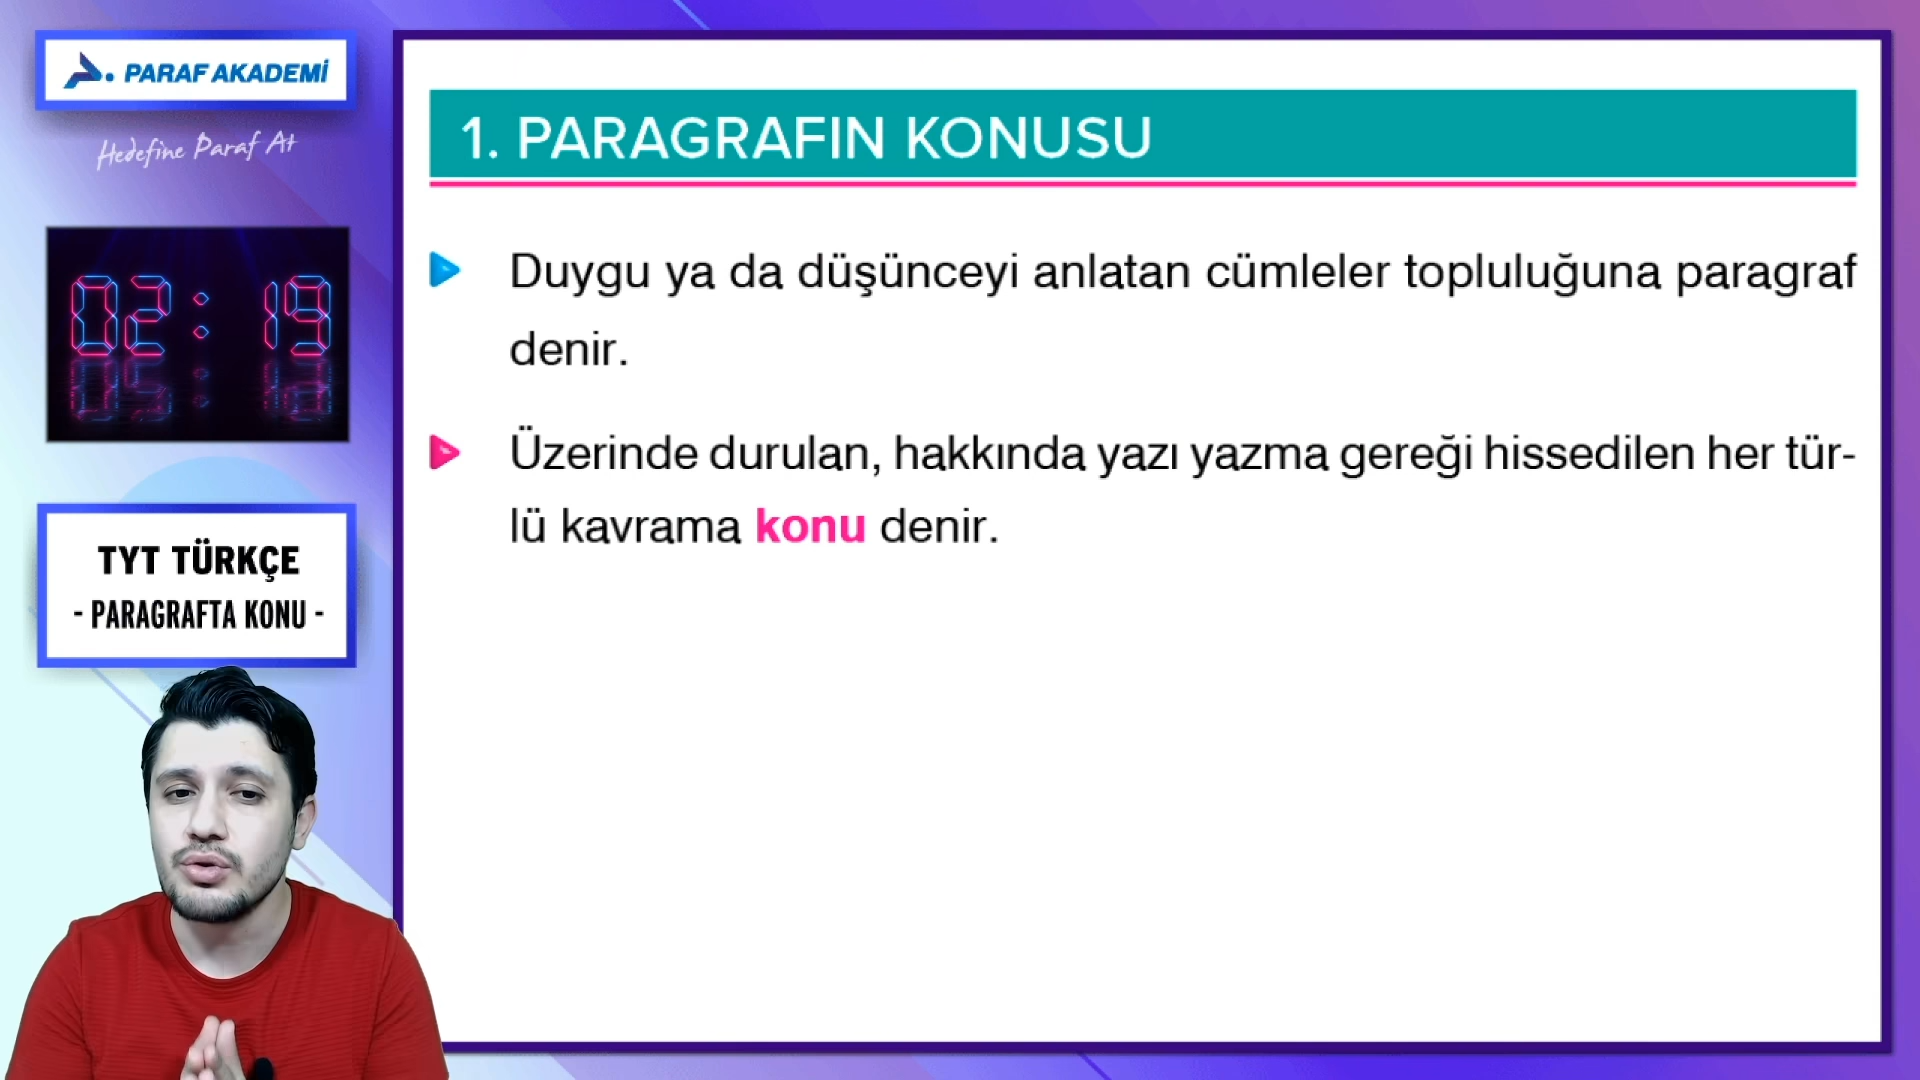 PARAF AKADEMİ
Hedefine Paraf At
02:19
TYT TÜRKÇE
- PARAGRAFTA KONU -
1. PARAGRAFIN KONUSU
Duygu ya da düşünceyi anlatan cümleler topluluğuna paragraf
denir.
Üzerinde durulan, hakkında yazı yazma gereği hissedilen her tür-
lü kavrama konu denir.